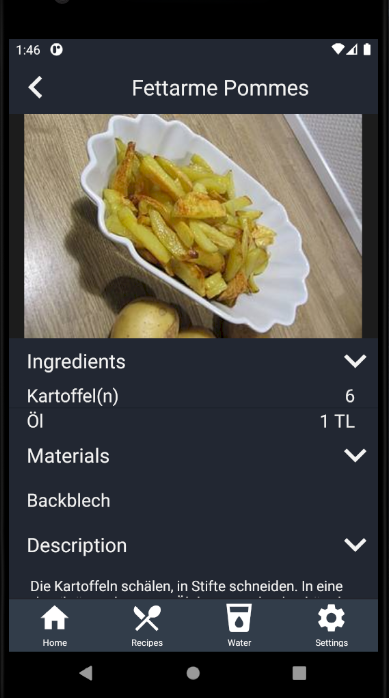 1:46
Fettarme Pommes
Ingredients
Kartoffel(n) 6
Öl 1 TL
Materials
Backblech
Description
Die Kartoffeln schälen, in Stifte schneiden. In eine
Home Recipes Water Settings